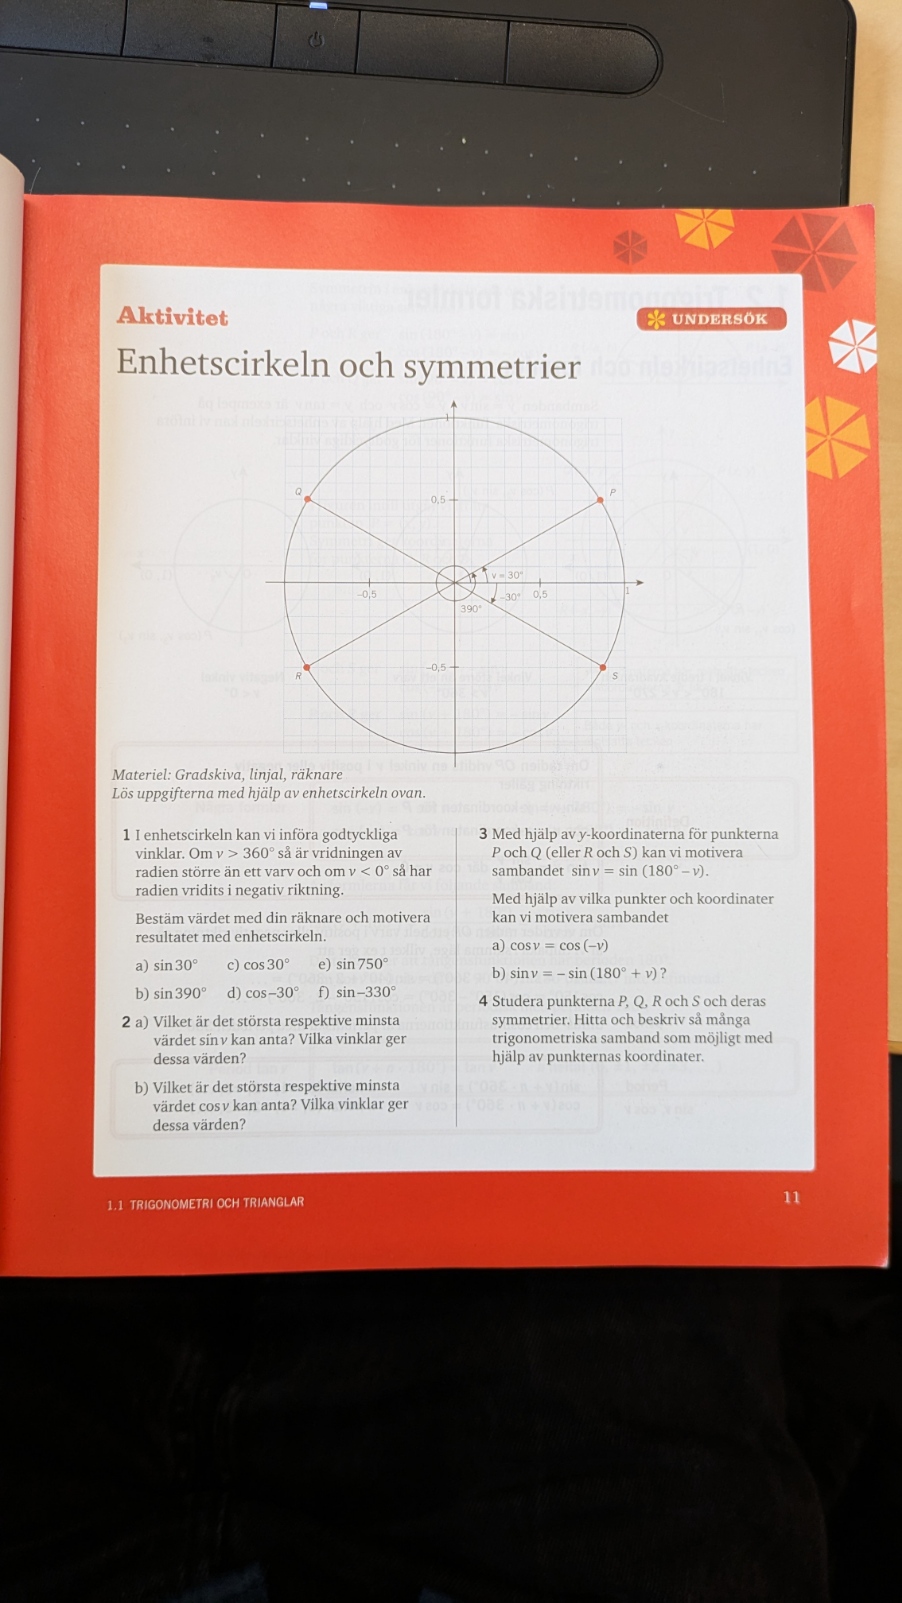 Aktivitet
UNDERSÖK
Enhetscirkeln och symmetrier
Q
P
0,5
v = 30°
-0,5
-30°
0,5
1
390°
-0,5
R
S
Materiel: Gradskiva, linjal, räknare
Lös uppgifterna med hjälp av enhetscirkeln ovan.
1 I enhetscirkeln kan vi införa godtyckliga
vinklar. Om v > 360° så är vridningen av
radien större än ett varv och om v < 0° så har
radien vridits i negativ riktning.
Bestäm värdet med din räknare och motivera
resultatet med enhetscirkeln.
a) sin 30° c) cos 30° e) sin 750°
b) sin 390° d) cos–30° f) sin–330°
2 a) Vilket är det största respektive minsta
värdet sin v kan anta? Vilka vinklar ger
dessa värden?
b) Vilket är det största respektive minsta
värdet cos v kan anta? Vilka vinklar ger
dessa värden?
3 Med hjälp av y-koordinaterna för punkterna
P och Q (eller R och S) kan vi motivera
sambandet sin v = sin (180° – v).
Med hjälp av vilka punkter och koordinater
kan vi motivera sambandet
a) cos v = cos (–v)
b) sin v = – sin (180° + v) ?
4 Studera punkterna P, Q, R och S och deras
symmetrier. Hitta och beskriv så många
trigonometriska samband som möjligt med
hjälp av punkternas koordinater.
1.1 TRIGONOMETRI OCH TRIANGLAR
11